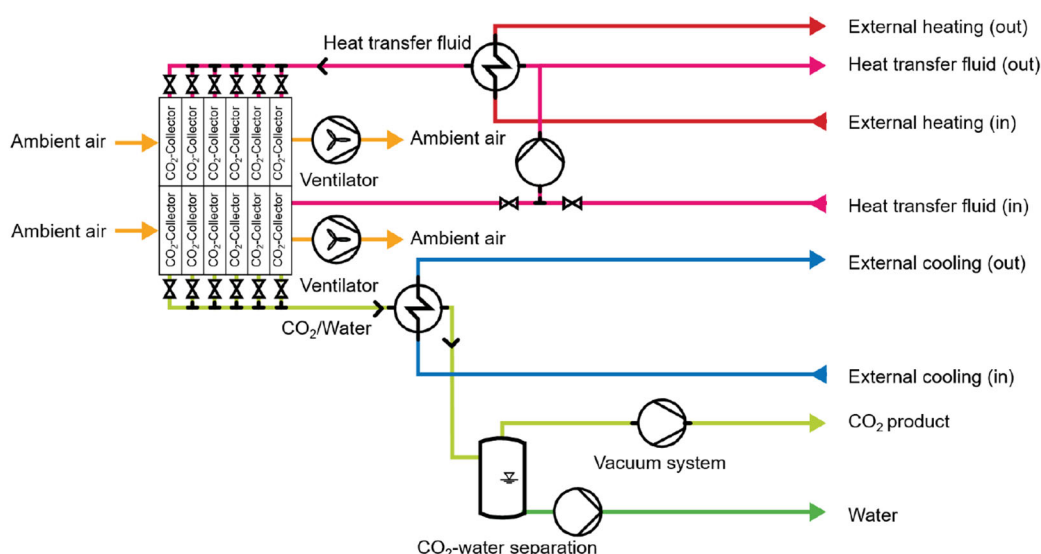 External heating (out)
Heat transfer fluid
Heat transfer fluid (out)
External heating (in)
Ambient air
CO₂-Collector
CO₂-Collector
CO₂-Collector
CO₂-Collector
CO₂-Collector
CO₂-Collector
Ambient air
Ventilator
Heat transfer fluid (in)
Ambient air
CO₂-Collector
CO₂-Collector
CO₂-Collector
CO₂-Collector
CO₂-Collector
CO₂-Collector
Ambient air
Ventilator
External cooling (out)
CO₂/Water
External cooling (in)
CO₂ product
Vacuum system
Water
CO₂-water separation